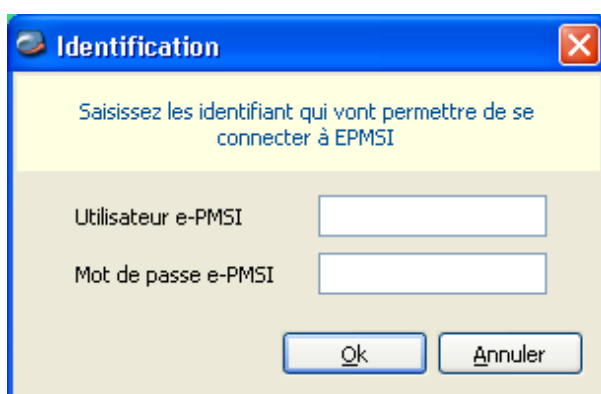 Identification
Saisissez les identifiant qui vont permettre de se
connecter à EPMSI
Utilisateur e-PMSI
Mot de passe e-PMSI
Ok Annuler